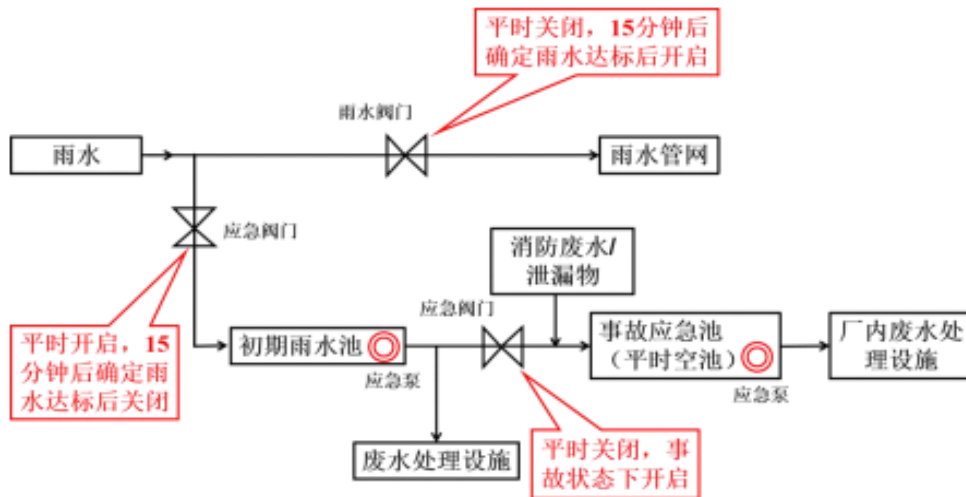 平时关闭，15分钟后
确定雨水达标后开启
雨水阀门
雨水
雨水管网
应急阀门
消防废水/
泄漏物
应急阀门
平时开启，15
分钟后确定雨
水达标后关闭
初期雨水池
应急泵
事故应急池
（平时空池）
应急泵
厂内废水处
理设施
废水处理设施
平时关闭，事
故状态下开启